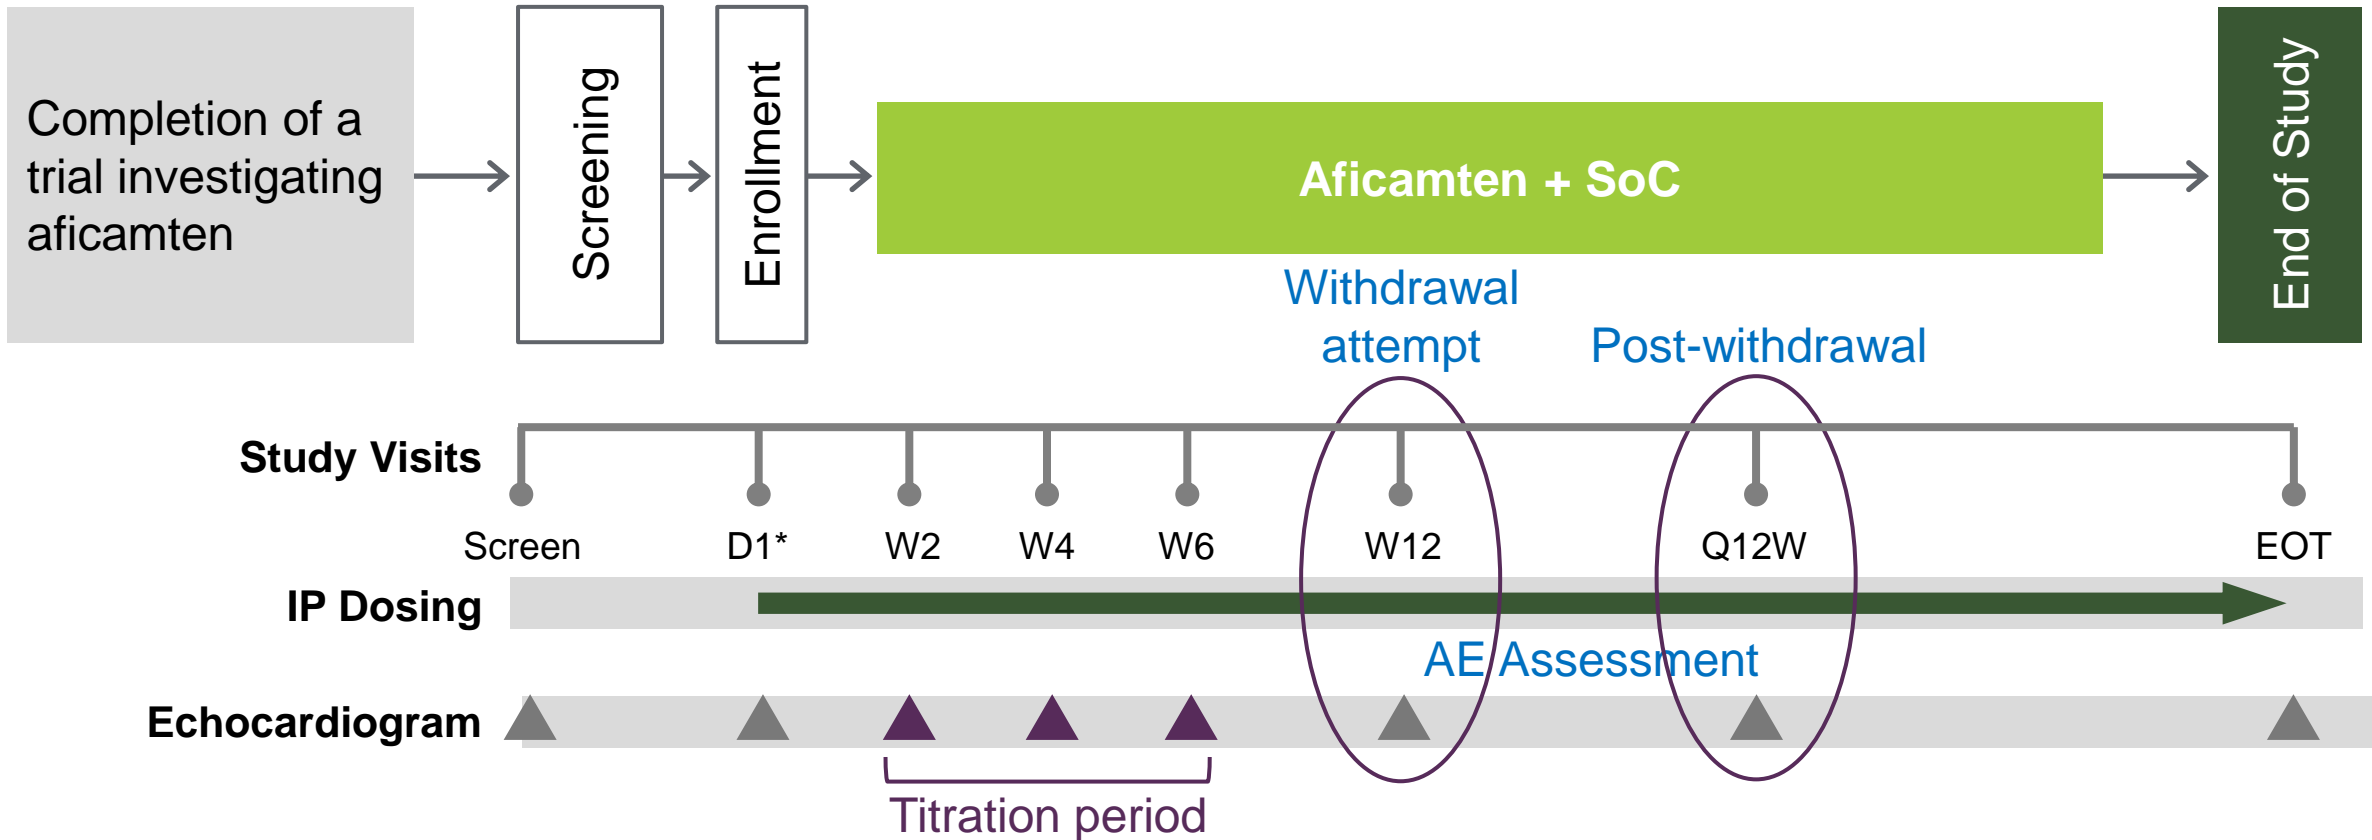 Completion of a
trial investigating
aficamten
Screening
Enrollment
Aficamten + SoC
End of Study
Withdrawal
attempt
Post-withdrawal
Study Visits
Screen
D1*
W2
W4
W6
W12
Q12W
EOT
IP Dosing
AE Assessment
Echocardiogram
Titration period